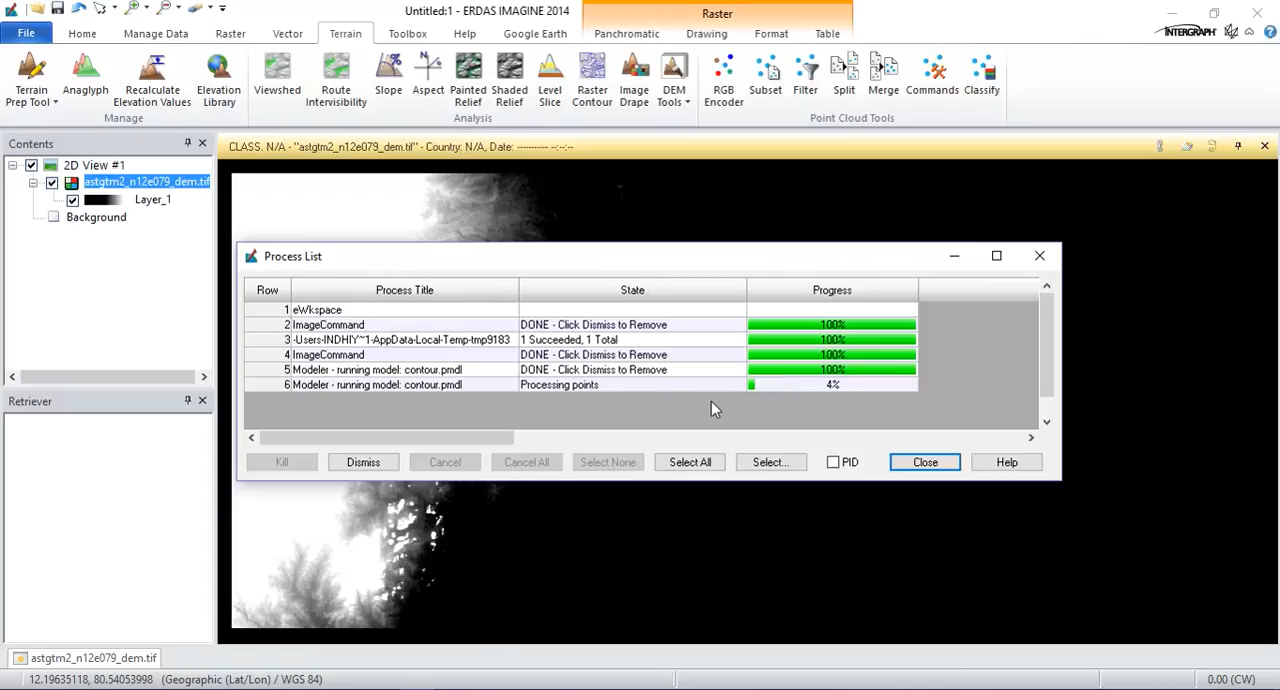 Untitled:1 - ERDAS IMAGINE 2014
Raster
File Home Manage Data Raster Vector Terrain Toolbox Help Google Earth Panchromatic Drawing Format Table
INTERGRAPH
Terrain Prep Tool
Anaglyph
Recalculate Elevation Values
Elevation Library
Viewshed
Route Intervisibility
Slope
Aspect
Painted Relief
Shaded Relief
Level Slice
Raster Contour
Image Drape
DEM Tools
RGB Encoder
Subset
Filter
Split
Merge
Commands
Classify
Manage Analysis Point Cloud Tools
Contents
CLASS. N/A - "astgtm2_n12e079_dem.tif" - Country: N/A, Date: ----------- --:--:--
2D View #1
astgtm2_n12e079_dem.tif
Layer_1
Background
Retriever
Process List
Row Process Title State Progress
1 eWkspace
2 ImageCommand DONE - Click Dismiss to Remove 100%
3 -Users-INDHIY~1-AppData-Local-Temp-tmp9183 1 Succeeded, 1 Total 100%
4 ImageCommand DONE - Click Dismiss to Remove 100%
5 Modeler - running model: contour.pmdl DONE - Click Dismiss to Remove 100%
6 Modeler - running model: contour.pmdl Processing points 4%
Kill Dismiss Cancel Cancel All Select None Select All Select... PID Close Help
astgtm2_n12e079_dem.tif
12.19635118, 80.54053998 (Geographic (Lat/Lon) / WGS 84) 0.00 (CW)